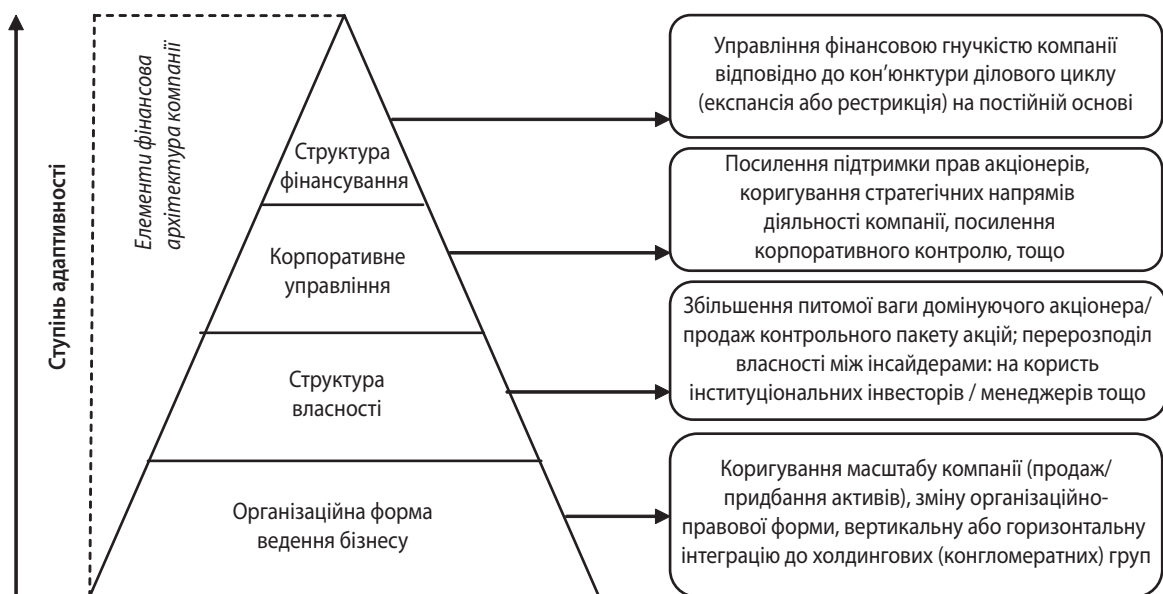 Ступінь адаптивності
Елементи фінансова
архітектура компанії
Структура
фінансування
Управління фінансовою гнучкістю компанії
відповідно до кон’юнктури ділового циклу
(експансія або рестрикція) на постійній основі
Корпоративне
управління
Посилення підтримки прав акціонерів,
коригування стратегічних напрямів
діяльності компанії, посилення
корпоративного контролю, тощо
Структура
власності
Збільшення питомої ваги домінуючого акціонера/
продаж контрольного пакету акцій; перерозподіл
власності між інсайдерами: на користь
інституціональних інвесторів / менеджерів тощо
Організаційна форма
ведення бізнесу
Коригування масштабу компанії (продаж/
придбання активів), зміну організаційно-
правової форми, вертикальну або горизонтальну
інтеграцію до холдингових (конгломератних) груп